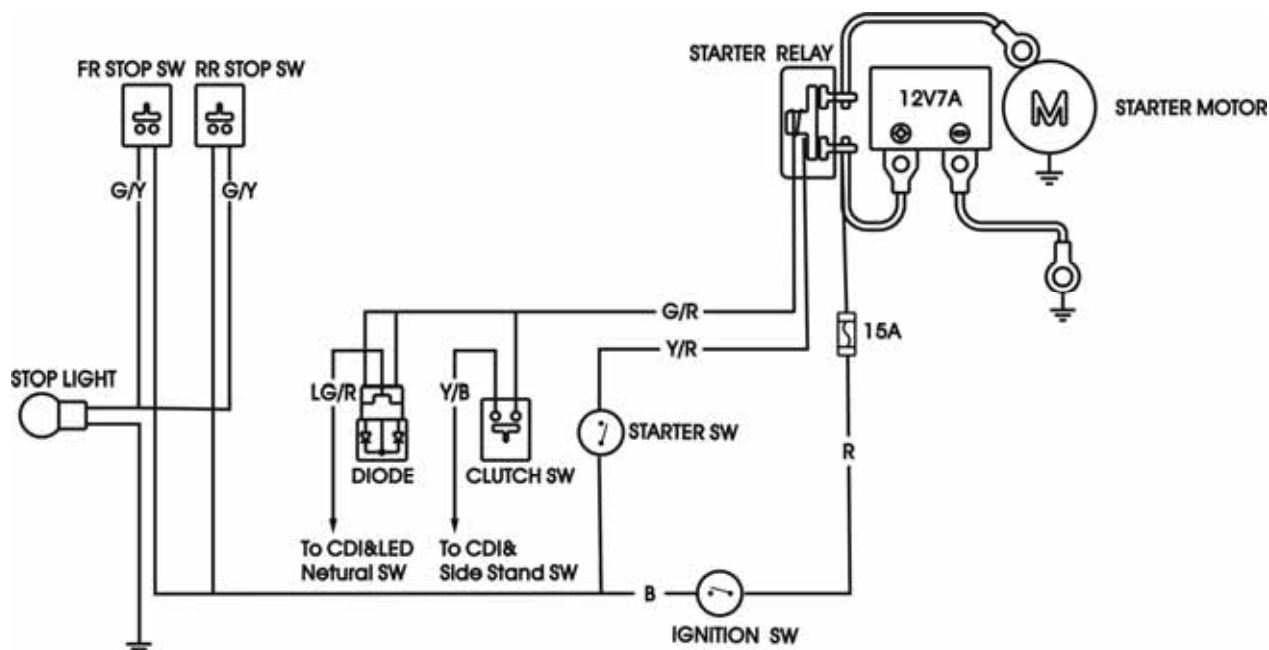 STARTER RELAY
FR STOP SW RR STOP SW
12V7A
M
STARTER MOTOR
G/Y
G/Y
G/R
15A
Y/R
STOP LIGHT
LG/R
Y/B
STARTER SW
R
DIODE
CLUTCH SW
To CDI&LED
Netural SW
To CDI&
Side Stand SW
B
IGNITION SW